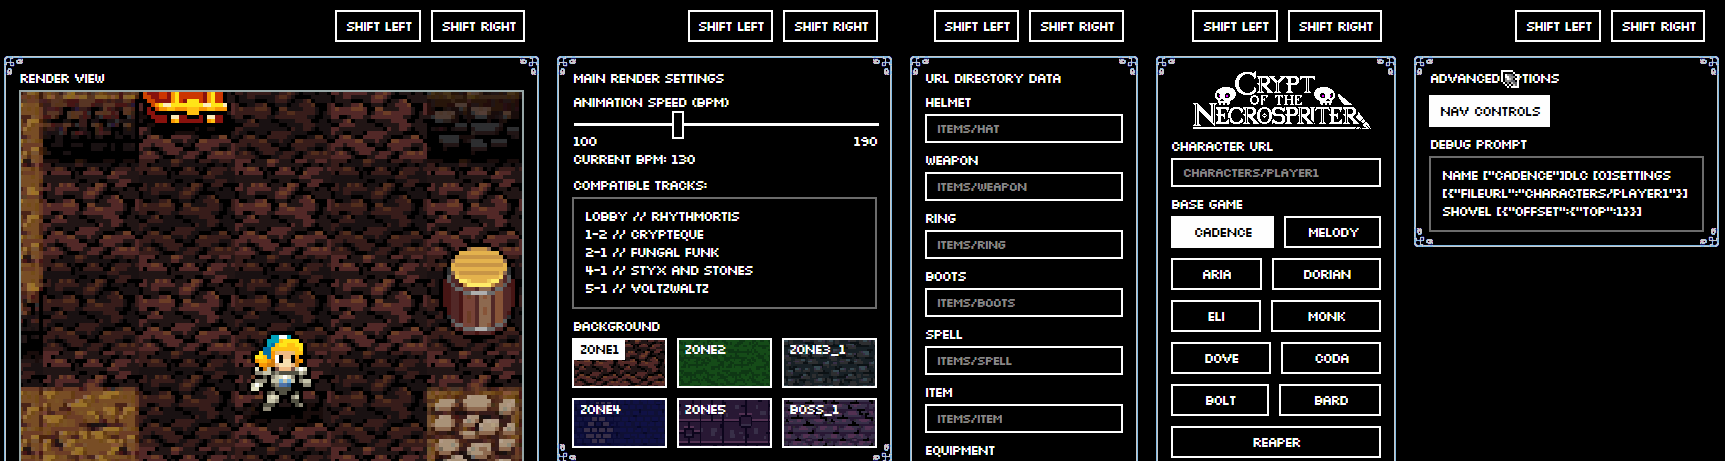 SHIFT LEFT
SHIFT RIGHT
RENDER VIEW
SHIFT LEFT
SHIFT RIGHT
MAIN RENDER SETTINGS
ANIMATION SPEED (BPM)
100
190
CURRENT BPM: 130
COMPATIBLE TRACKS:
LOBBY // RHYTHMORTIS
1-2 // CRYPTEQUE
2-1 // FUNGAL FUNK
4-1 // STYX AND STONES
5-1 // VOLTZWALTZ
BACKGROUND
ZONE1
ZONE2
ZONE3_1
ZONE4
ZONE5
BOSS_1
SHIFT LEFT
SHIFT RIGHT
URL DIRECTORY DATA
HELMET
ITEMS/HAT
WEAPON
ITEMS/WEAPON
RING
ITEMS/RING
BOOTS
ITEMS/BOOTS
SPELL
ITEMS/SPELL
ITEM
ITEMS/ITEM
EQUIPMENT
SHIFT LEFT
SHIFT RIGHT
CRYPT
OF THE
NECROSPRITER
CHARACTER URL
CHARACTERS/PLAYER1
BASE GAME
CADENCE
MELODY
ARIA
DORIAN
ELI
MONK
DOVE
CODA
BOLT
BARD
REAPER
SHIFT LEFT
SHIFT RIGHT
ADVANCED
NAV CONTROLS
DEBUG PROMPT
NAME ["CADENCE"]DLC [0]SETTINGS
[{"FILEURL":"CHARACTERS/PLAYER1"}]
SHOVEL [{"OFFSET":{"TOP":1}}]